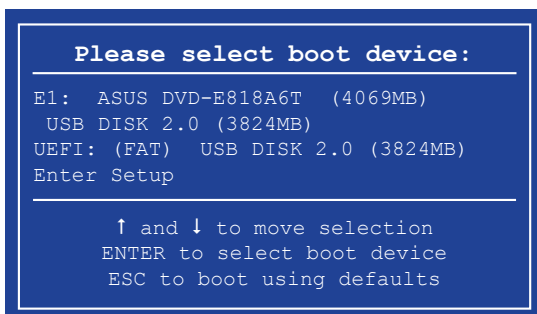 Please select boot device:
E1: ASUS DVD-E818A6T (4069MB)
USB DISK 2.0 (3824MB)
UEFI: (FAT) USB DISK 2.0 (3824MB)
Enter Setup
↑ and ↓ to move selection
ENTER to select boot device
ESC to boot using defaults